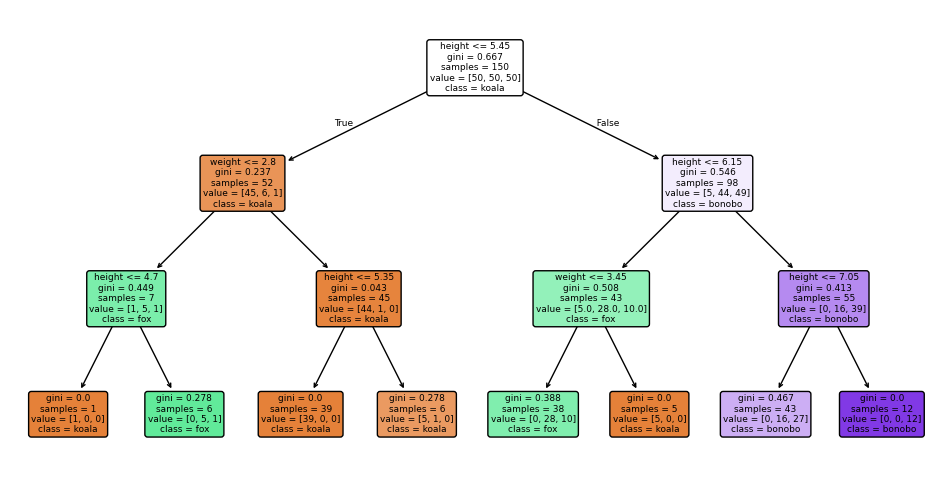 height <= 5.45
gini = 0.667
samples = 150
value = [50, 50, 50]
class = koala
True
False
weight <= 2.8
gini = 0.237
samples = 52
value = [45, 6, 1]
class = koala
height <= 6.15
gini = 0.546
samples = 98
value = [5, 44, 49]
class = bonobo
height <= 4.7
gini = 0.449
samples = 7
value = [1, 5, 1]
class = fox
height <= 5.35
gini = 0.043
samples = 45
value = [44, 1, 0]
class = koala
weight <= 3.45
gini = 0.508
samples = 43
value = [5.0, 28.0, 10.0]
class = fox
height <= 7.05
gini = 0.413
samples = 55
value = [0, 16, 39]
class = bonobo
gini = 0.0
samples = 1
value = [1, 0, 0]
class = koala
gini = 0.278
samples = 6
value = [0, 5, 1]
class = fox
gini = 0.0
samples = 39
value = [39, 0, 0]
class = koala
gini = 0.278
samples = 6
value = [5, 1, 0]
class = koala
gini = 0.388
samples = 38
value = [0, 28, 10]
class = fox
gini = 0.0
samples = 5
value = [5, 0, 0]
class = koala
gini = 0.467
samples = 43
value = [0, 16, 27]
class = bonobo
gini = 0.0
samples = 12
value = [0, 0, 12]
class = bonobo